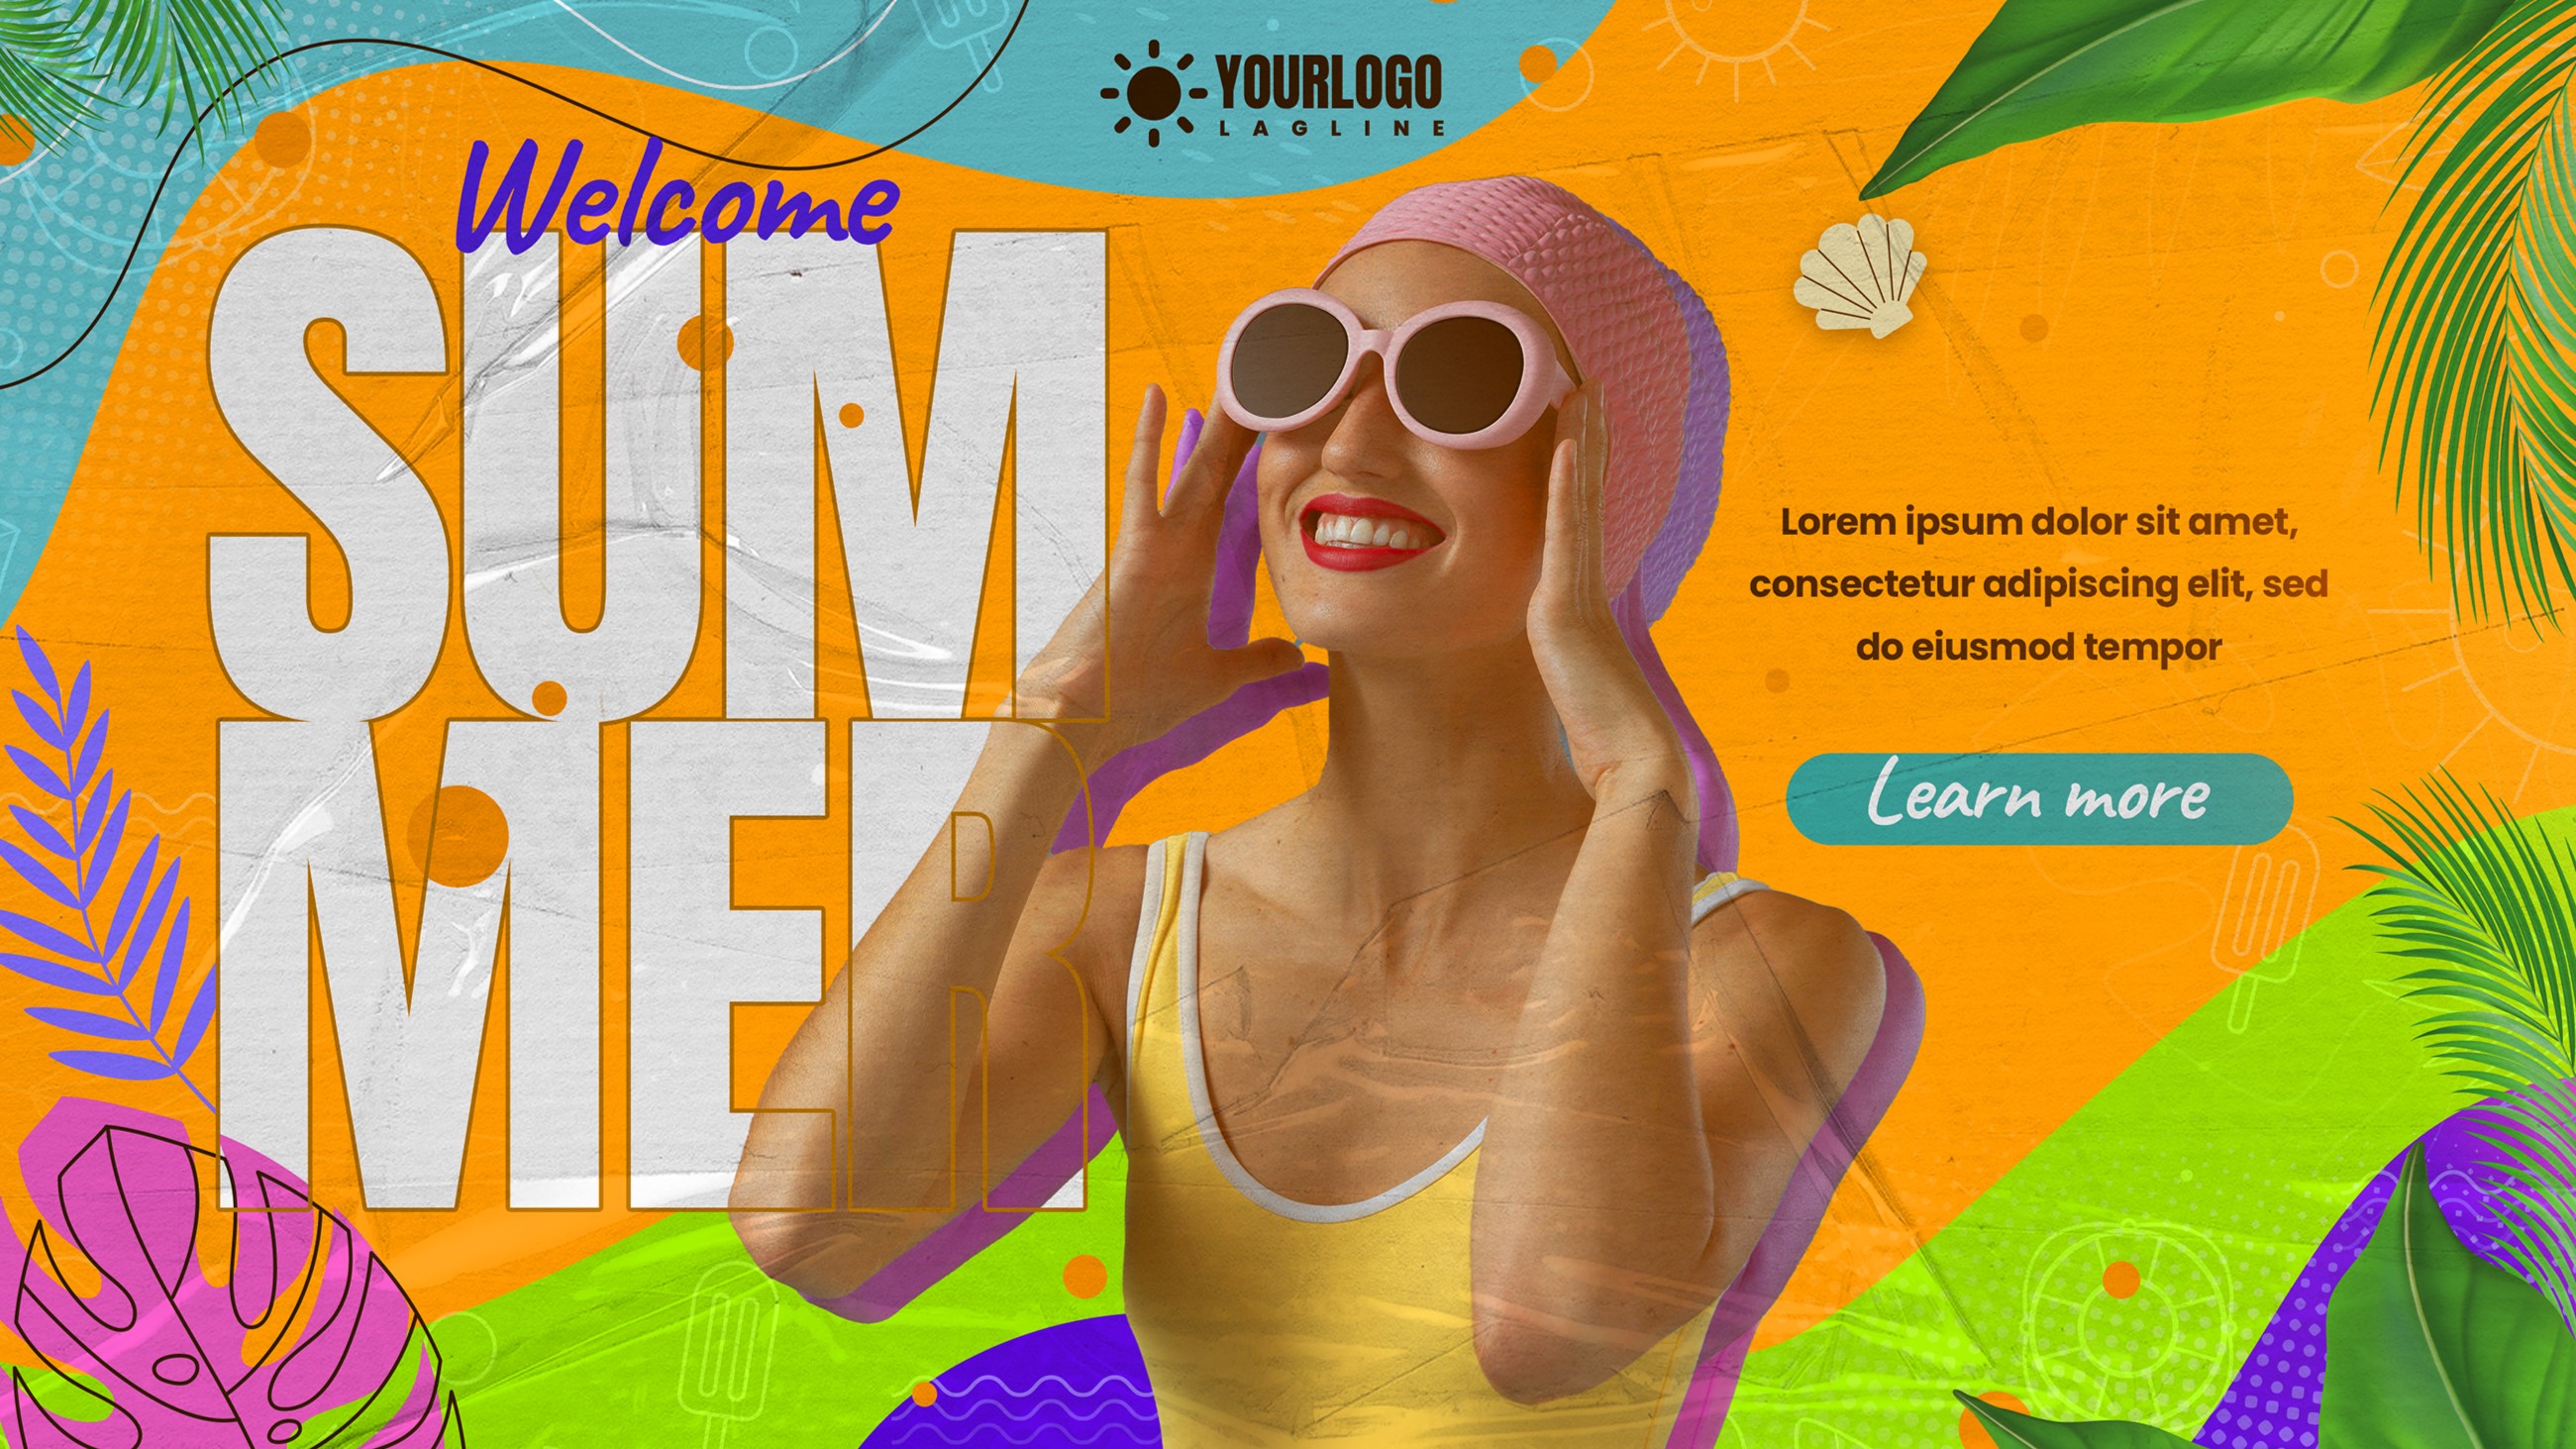 YOURLOGO
LAGLINE
Welcome
SUM
MER
Lorem ipsum dolor sit amet,
consectetur adipiscing elit, sed
do eiusmod tempor
Learn more